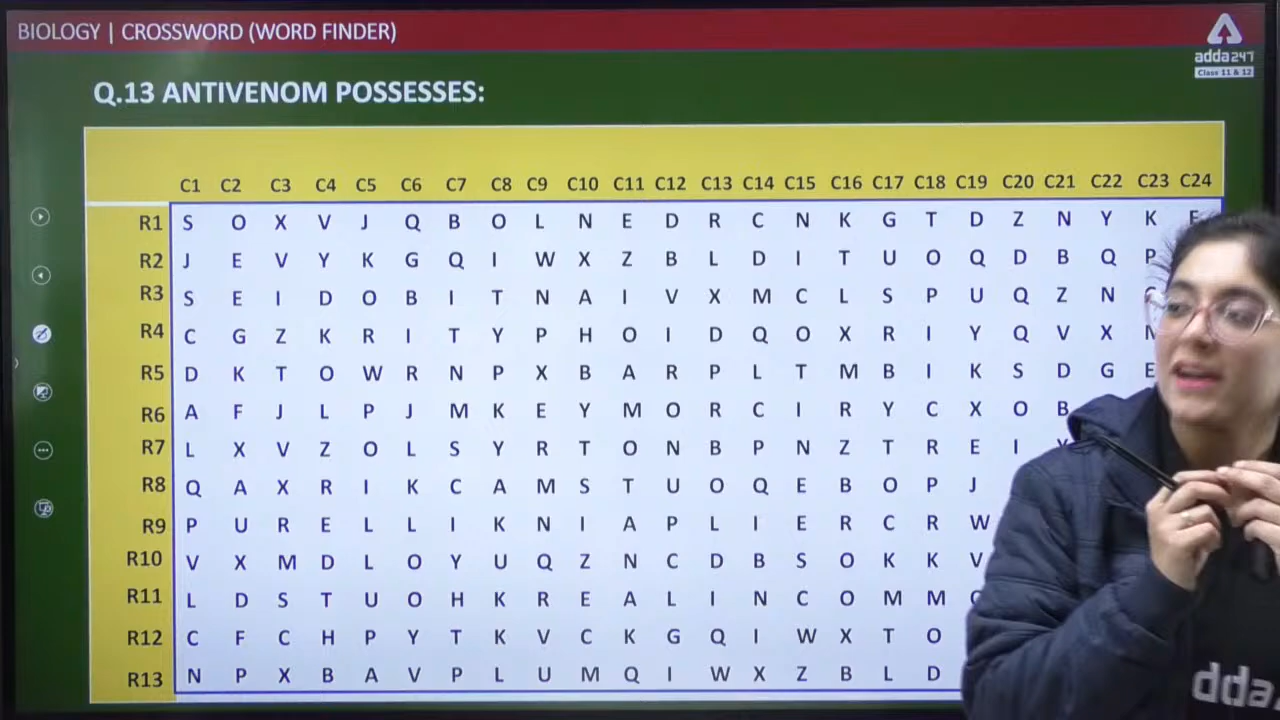 BIOLOGY | CROSSWORD (WORD FINDER)
adda247
Class 11 & 12
Q.13 ANTIVENOM POSSESSES:
C1 C2 C3 C4 C5 C6 C7 C8 C9 C10 C11 C12 C13 C14 C15 C16 C17 C18 C19 C20 C21 C22 C23 C24
R1 S O X V J Q B O L N E D R C N K G T D Z N Y K
R2 J E V Y K G Q I W X Z B L D I T U O Q D B Q
R3 S E I D O B I T N A I V X M C L S P U Q Z N
R4 C G Z K R I T Y P H O I D Q O X R I Y Q V X
R5 D K T O W R N P X B A R P L T M B I K S D G E
R6 A F J L P J M K E Y M O R C I R Y C X O B
R7 L X V Z O L S Y R T O N B P N Z T R E I
R8 Q A X R I K C A M S T U O Q E B O P J
R9 P U R E L L I K N I A P L I E R C R W
R10 V X M D L O Y U Q Z N C D B S O K K V
R11 L D S T U O H K R E A L I N C O M M
R12 C F C H P Y T K V C K G Q I W X T O
R13 N P X B A V P L U M Q I W X Z B L D
dda